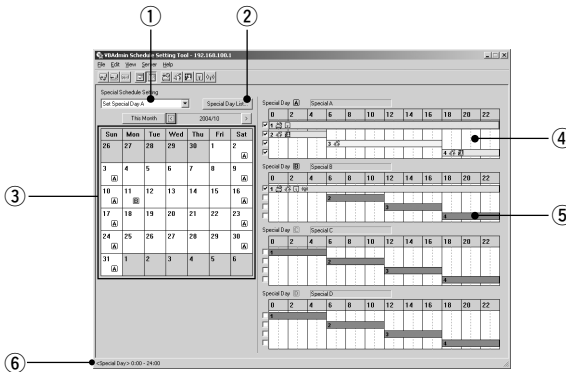 ① ②
VBAdmin Schedule Setting Tool - 192.168.100.1
File Edit View Server Help
Special Schedule Setting
Set Special Day A
Special Day List...
This Month < 2004/10 >
Sun Mon Tue Wed Thu Fri Sat
26 27 28 29 30 1 2
A
3 4 5 6 7 8 9
A A
10 11 12 13 14 15 16
A B A
17 18 19 20 21 22 23
A A
24 25 26 27 28 29 30
A A
31 1 2 3 4 5 6
A
③
Special Day A Special A
0 2 4 6 8 10 12 14 16 18 20 22
1
2
3
4
④
Special Day B Special B
0 2 4 6 8 10 12 14 16 18 20 22
1
2
3
4
⑤
Special Day C Special C
0 2 4 6 8 10 12 14 16 18 20 22
1
2
3
4
Special Day D Special D
0 2 4 6 8 10 12 14 16 18 20 22
1
2
3
4
⑥
<Special Day> 0:00 - 24:00